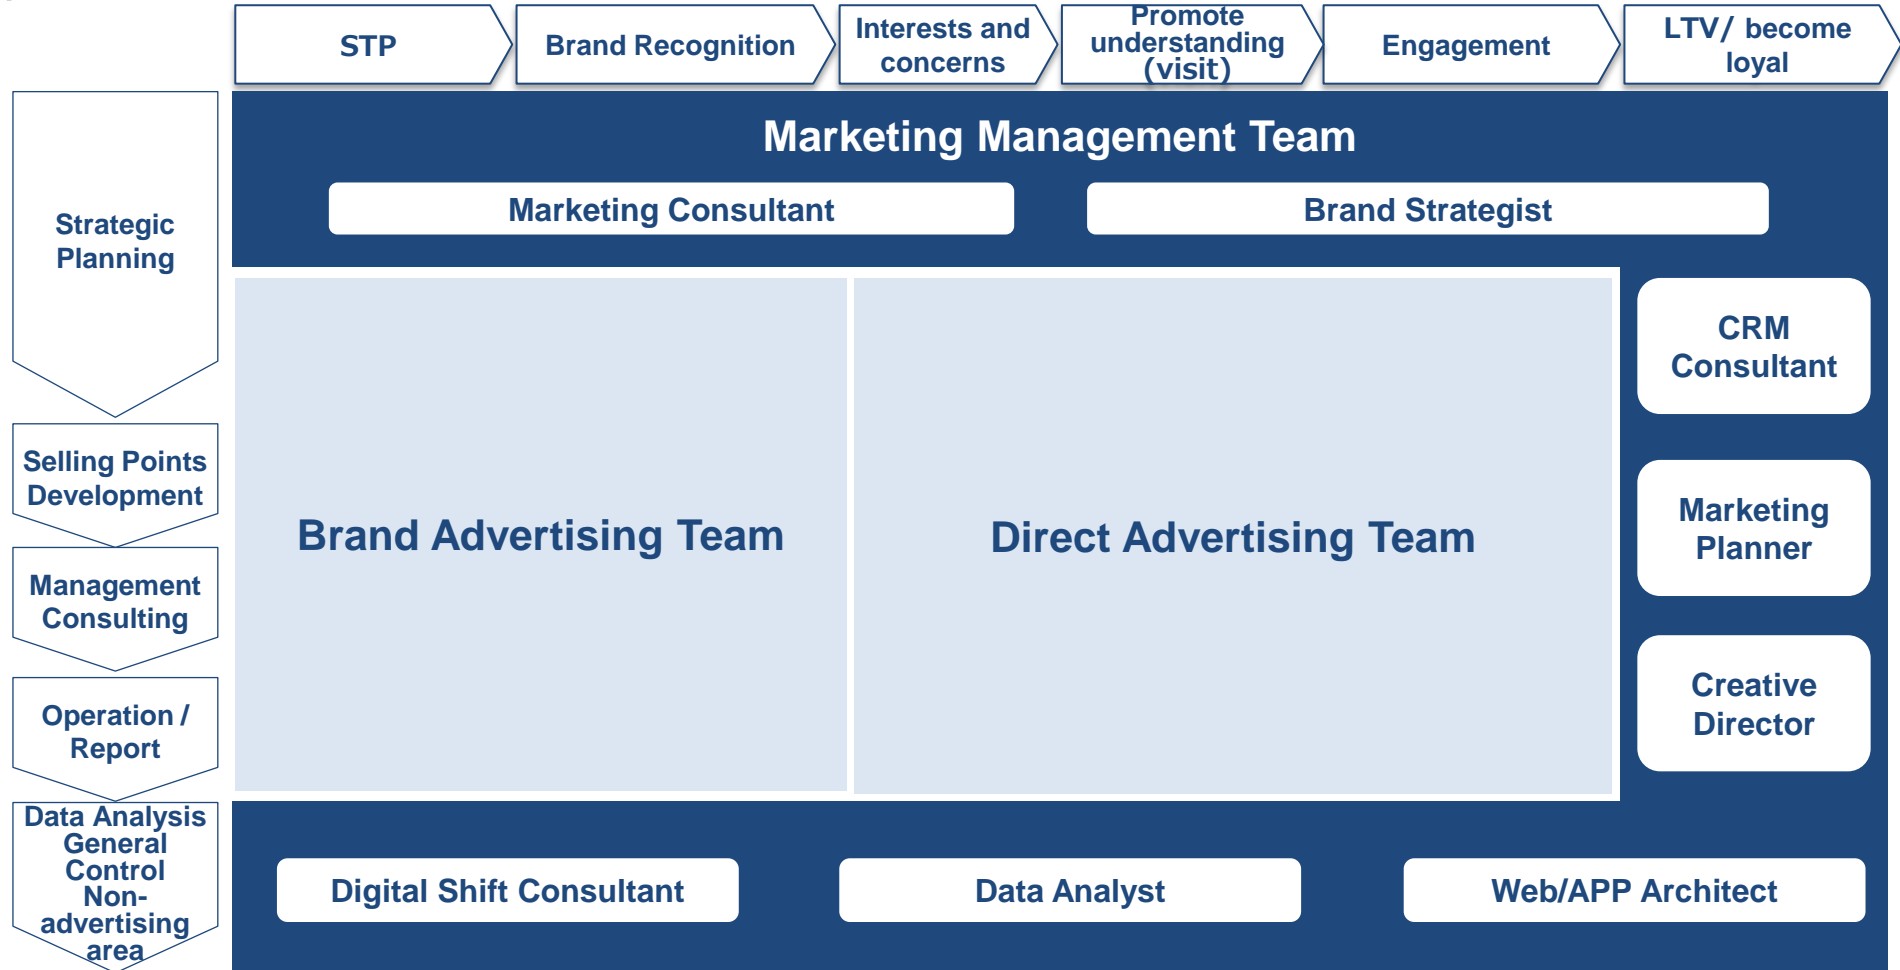 STP
Brand Recognition
Interests and
concerns
Promote
understanding
(visit)
Engagement
LTV/ become
loyal
Strategic
Planning
Selling Points
Development
Management
Consulting
Operation /
Report
Data Analysis
General
Control
Non-
advertising
area
Marketing Management Team
Marketing Consultant
Brand Strategist
Brand Advertising Team
Direct Advertising Team
CRM
Consultant
Marketing
Planner
Creative
Director
Digital Shift Consultant
Data Analyst
Web/APP Architect